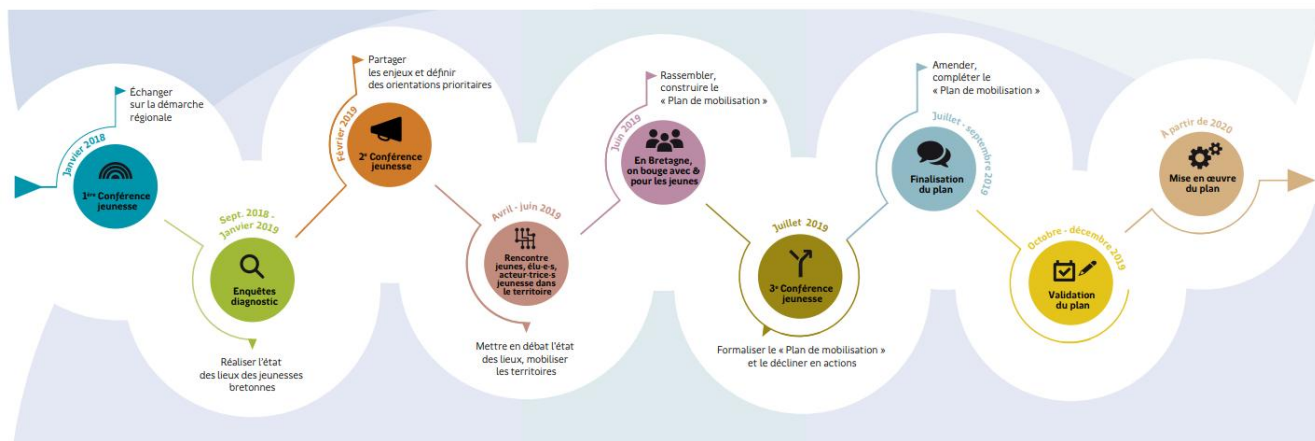 Janvier 2018
1ère Conférence
jeunesse
Échanger
sur la démarche
régionale
Sept. 2018 -
Janvier 2019
Enquêtes
diagnostic
Réaliser l'état
des lieux des jeunesses
bretonnes
Février 2019
2e Conférence
jeunesse
Partager
les enjeux et définir
des orientations prioritaires
Avril - juin 2019
Rencontre
jeunes, élu·e·s,
acteur·trice·s
jeunesse dans
le territoire
Mettre en débat l'état
des lieux, mobiliser
les territoires
Juin 2019
En Bretagne,
on bouge avec &
pour les jeunes
Rassembler,
construire le
« Plan de mobilisation »
Juillet 2019
3e Conférence
jeunesse
Formaliser le « Plan de mobilisation »
et le décliner en actions
Juillet - septembre 2019
Finalisation
du plan
Amender,
compléter le
« Plan de mobilisation »
Octobre - décembre 2019
Validation
du plan
À partir de 2020
Mise en œuvre
du plan